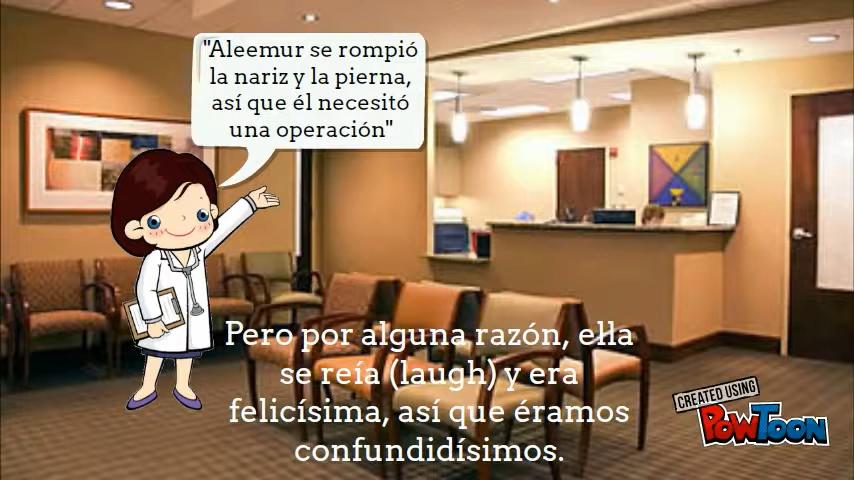 "Aleemur se rompió
la nariz y la pierna,
así que él necesitó
una operación"
Pero por alguna razón, ella
se reía (laugh) y era
felicísima, así que éramos
confundidísimos.
CREATED USING
POWTOON